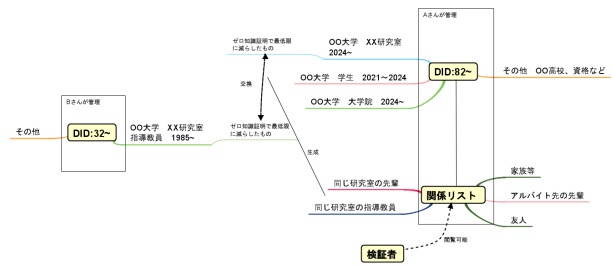 Aさんが管理
ゼロ知識証明で最低限
に減らしたもの
OO大学　XX研究室
2024~
DID:82~
その他　OO高校、資格など
OO大学　学生　2021～2024
交換
OO大学　大学院　2024~
Bさんが管理
その他
DID:32~
OO大学　XX研究室
指導教員　1985~
ゼロ知識証明で最低限
に減らしたもの
生成
同じ研究室の先輩
同じ研究室の指導教員
関係リスト
家族等
アルバイト先の先輩
友人
閲覧可能
検証者